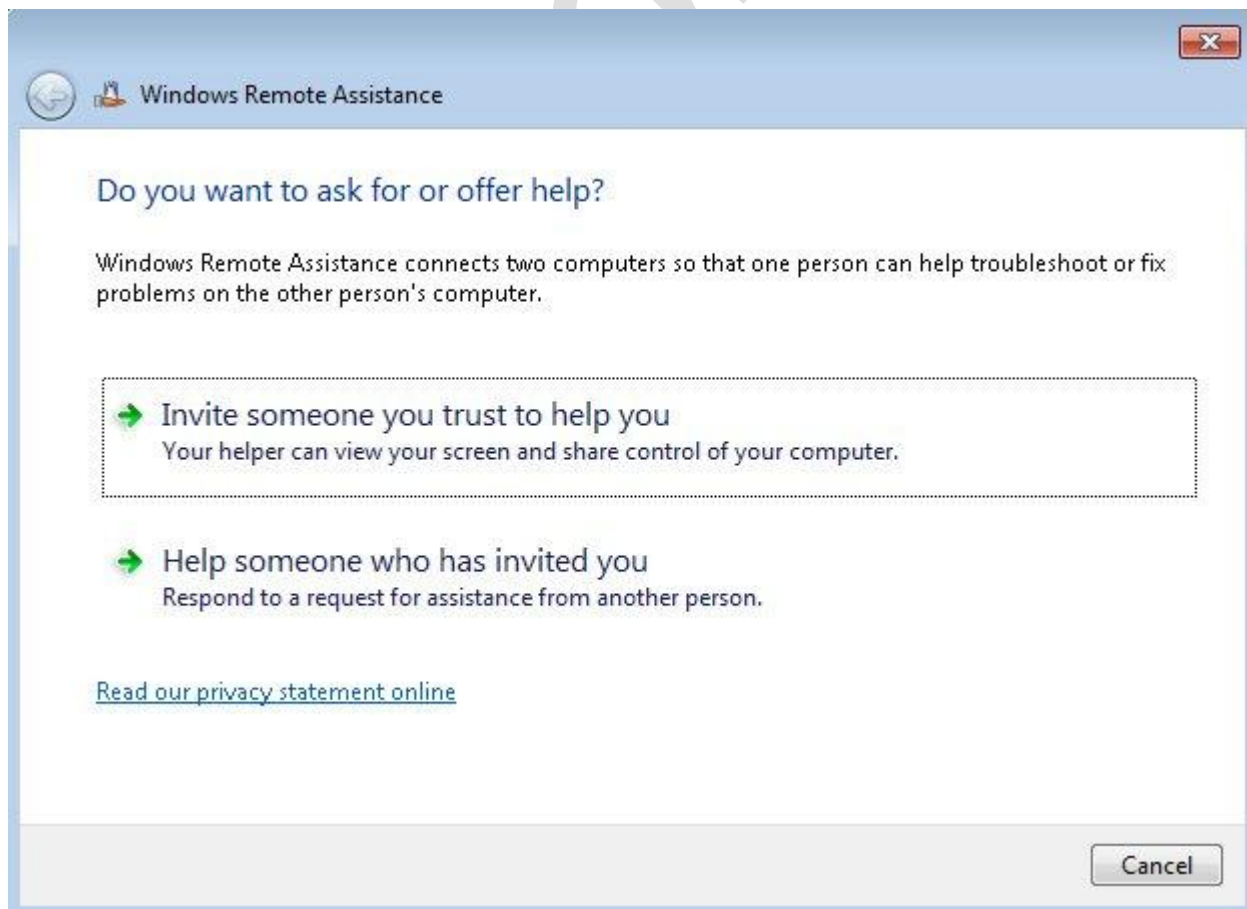 Windows Remote Assistance
Do you want to ask for or offer help?
Windows Remote Assistance connects two computers so that one person can help troubleshoot or fix
problems on the other person's computer.
Invite someone you trust to help you
Your helper can view your screen and share control of your computer.
Help someone who has invited you
Respond to a request for assistance from another person.
Read our privacy statement online
Cancel